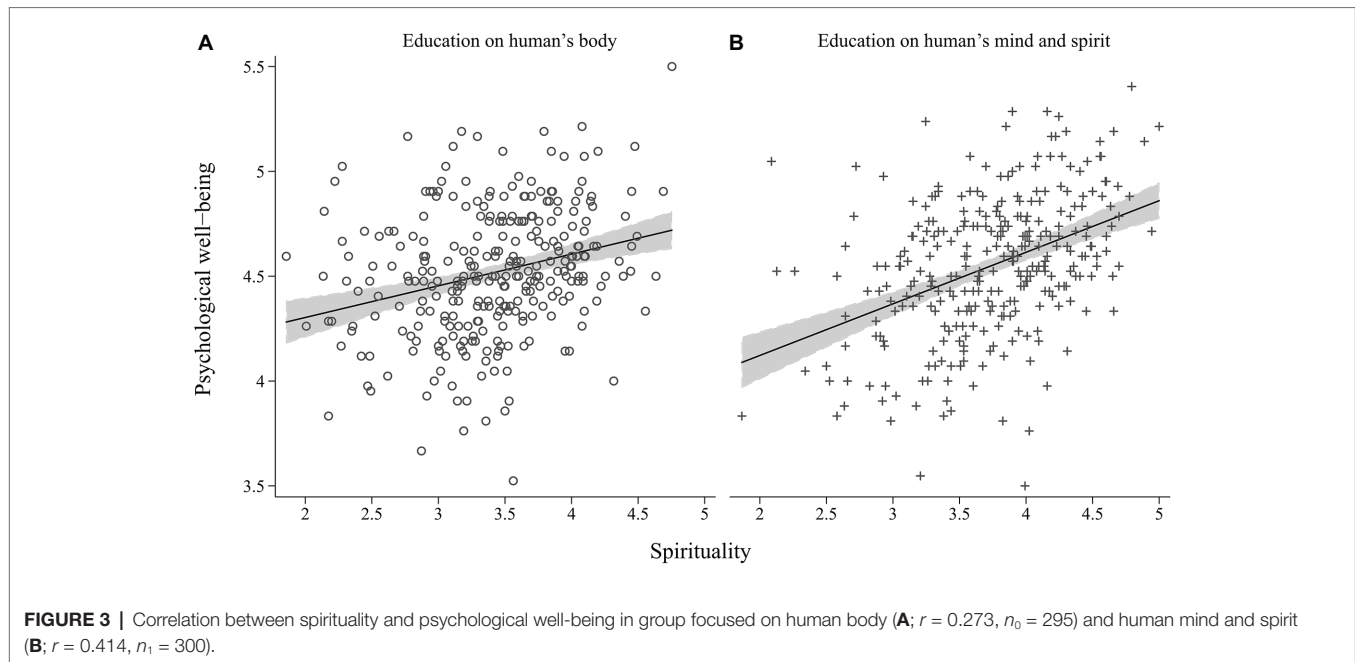 A Education on human’s body
B Education on human’s mind and spirit
5.5
5
4.5
4
3.5
Psychological well−being
2 2.5 3 3.5 4 4.5 5
2 2.5 3 3.5 4 4.5 5
Spirituality
FIGURE 3 | Correlation between spirituality and psychological well-being in group focused on human body (A; r = 0.273, n₀ = 295) and human mind and spirit
(B; r = 0.414, n₁ = 300).